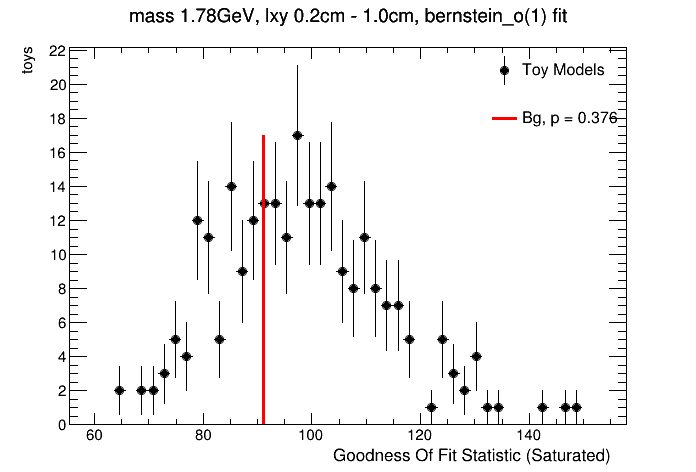 mass 1.78GeV, lxy 0.2cm - 1.0cm, bernstein_o(1) fit
toys
22
20
18
16
14
12
10
8
6
4
2
0
Toy Models
Bg, p = 0.376
60 80 100 120 140
Goodness Of Fit Statistic (Saturated)